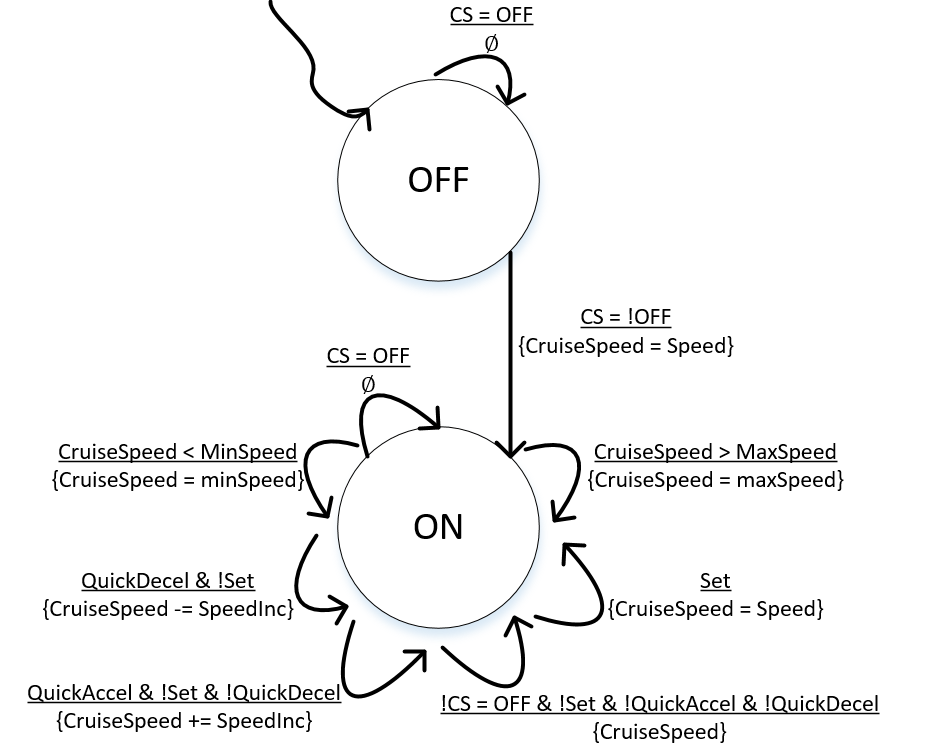 CS = OFF
∅
OFF
CS = !OFF
{CruiseSpeed = Speed}
CS = OFF
∅
CruiseSpeed < MinSpeed
{CruiseSpeed = minSpeed}
CruiseSpeed > MaxSpeed
{CruiseSpeed = maxSpeed}
ON
QuickDecel & !Set
{CruiseSpeed -= SpeedInc}
Set
{CruiseSpeed = Speed}
QuickAccel & !Set & !QuickDecel
{CruiseSpeed += SpeedInc}
!CS = OFF & !Set & !QuickAccel & !QuickDecel
{CruiseSpeed}